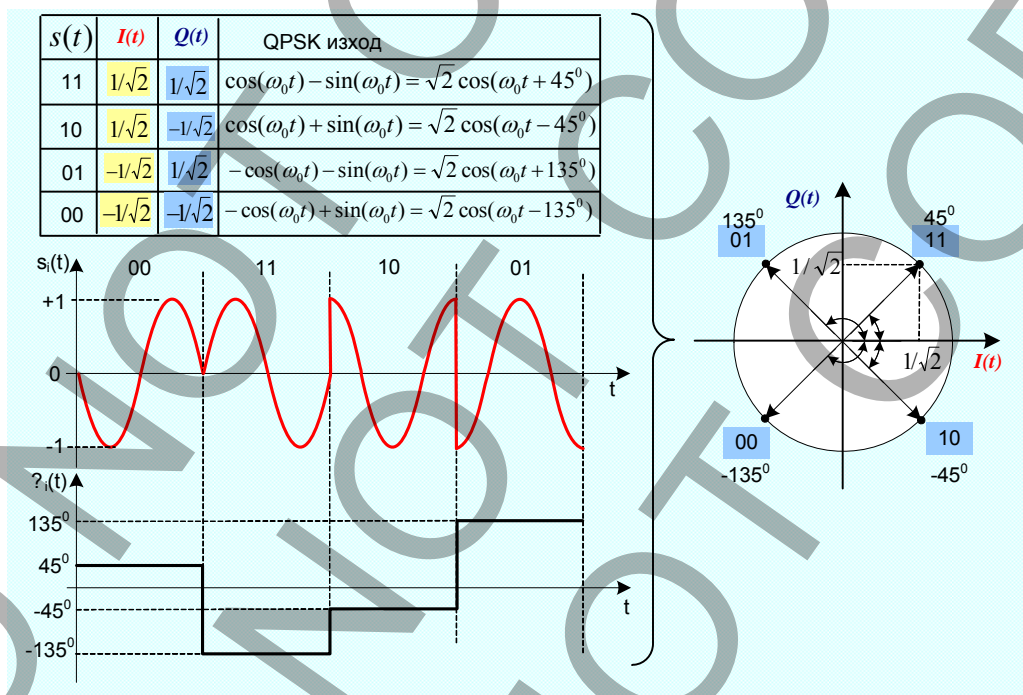 s(t) I(t) Q(t) QPSK изход
11 1/√2 1/√2 cos(ω₀t) − sin(ω₀t) = √2 cos(ω₀t + 45⁰)
10 1/√2 −1/√2 cos(ω₀t) + sin(ω₀t) = √2 cos(ω₀t − 45⁰)
01 −1/√2 1/√2 −cos(ω₀t) − sin(ω₀t) = √2 cos(ω₀t + 135⁰)
00 −1/√2 −1/√2 −cos(ω₀t) + sin(ω₀t) = √2 cos(ω₀t − 135⁰)
sᵢ(t) 00 11 10 01
+1
0
t
-1
?ᵢ(t)
135⁰
45⁰
t
-45⁰
-135⁰
Q(t)
135⁰ 45⁰
01 11
1/√2
1/√2 I(t)
00 10
-135⁰ -45⁰